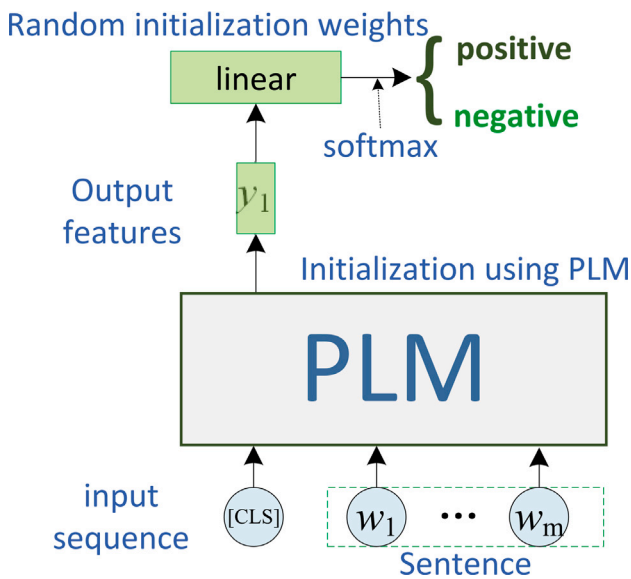 Random initialization weights
linear
positive
negative
softmax
Output
features
y1
Initialization using PLM
PLM
input
sequence
[CLS]
w1
...
wm
Sentence